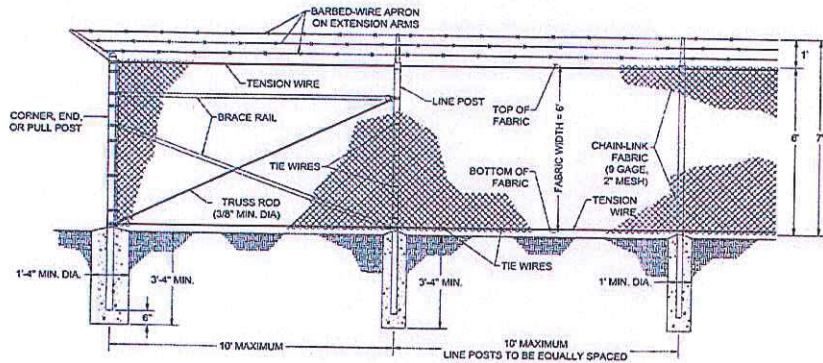 BARBED-WIRE APRON
ON EXTENSION ARMS
1'
TENSION WIRE
LINE POST
TOP OF
FABRIC
CORNER, END,
OR PULL POST
BRACE RAIL
FABRIC WIDTH = 6'
6'
7'
CHAIN-LINK
FABRIC
(9 GAGE,
2" MESH)
TIE WIRES
BOTTOM OF
FABRIC
TENSION
WIRE
TRUSS ROD
(3/8" MIN. DIA)
TIE WIRES
1'-4" MIN. DIA.
3'-4" MIN.
3'-4" MIN.
1' MIN. DIA
6"
10' MAXIMUM
10' MAXIMUM
LINE POSTS TO BE EQUALLY SPACED